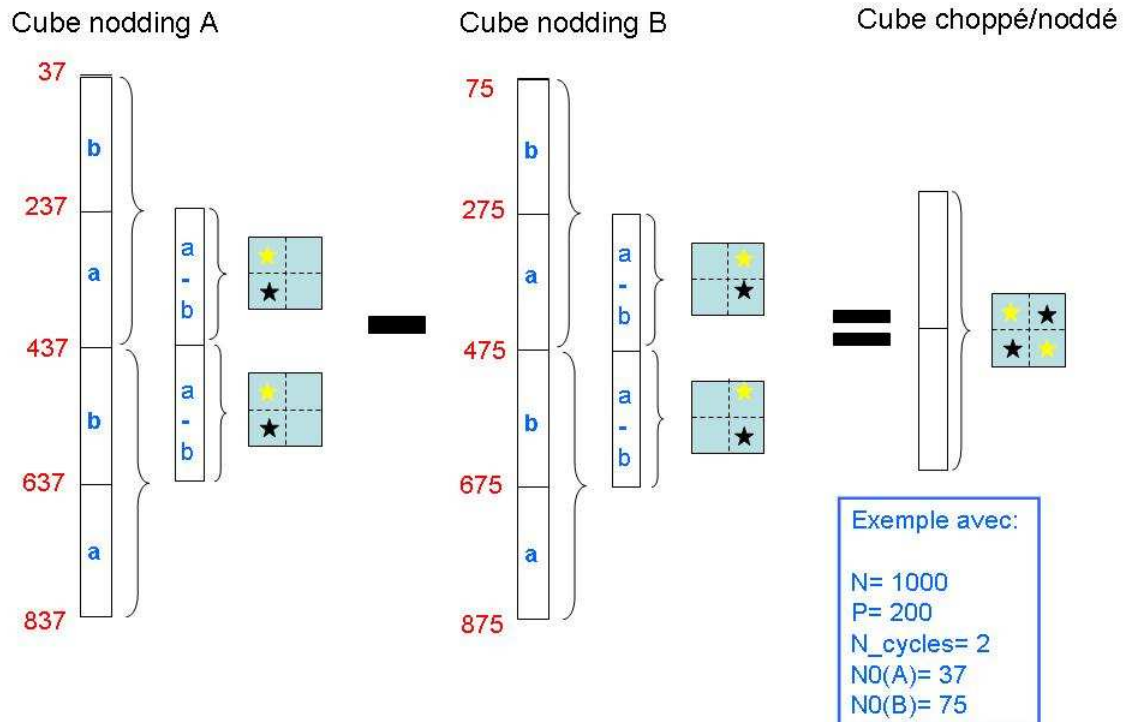 Cube nodding A
Cube nodding B
Cube choppé/noddé
37
b
237
a
437
b
637
a
837
a
-
b
a
-
b
75
b
275
a
475
b
675
a
875
a
-
b
a
-
b
Exemple avec:
N= 1000
P= 200
N_cycles= 2
N0(A)= 37
N0(B)= 75